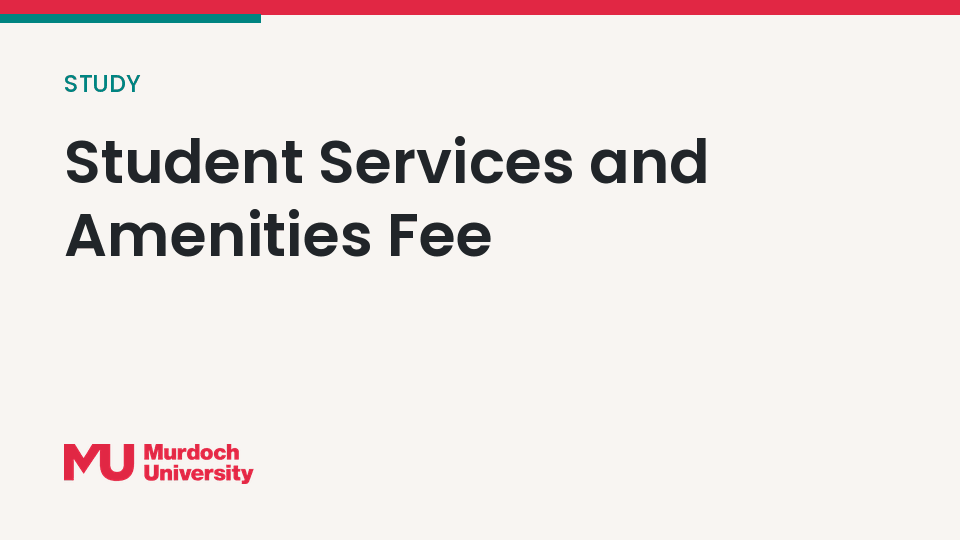 STUDY
Student Services and
Amenities Fee
MU Murdoch
University